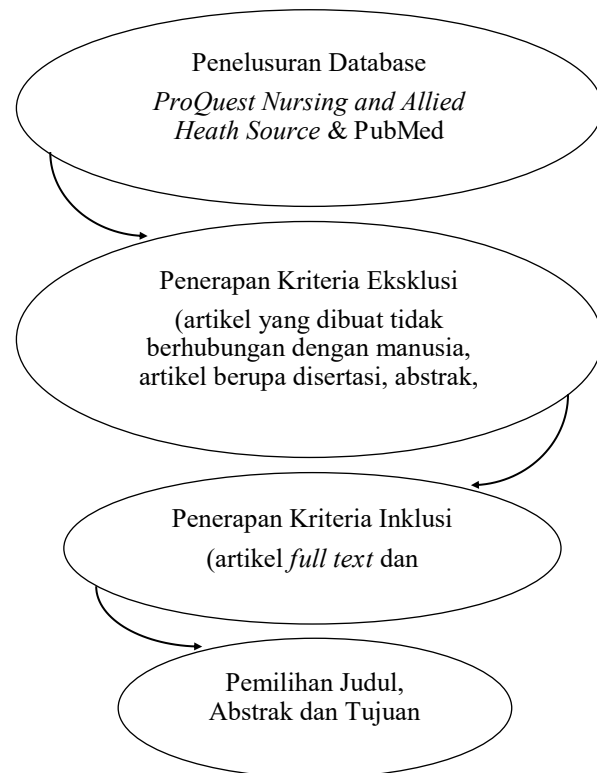 Penelusuran Database
ProQuest Nursing and Allied
Heath Source & PubMed
Penerapan Kriteria Eksklusi
(artikel yang dibuat tidak
berhubungan dengan manusia,
artikel berupa disertasi, abstrak,
Penerapan Kriteria Inklusi
(artikel full text dan
Pemilihan Judul,
Abstrak dan Tujuan